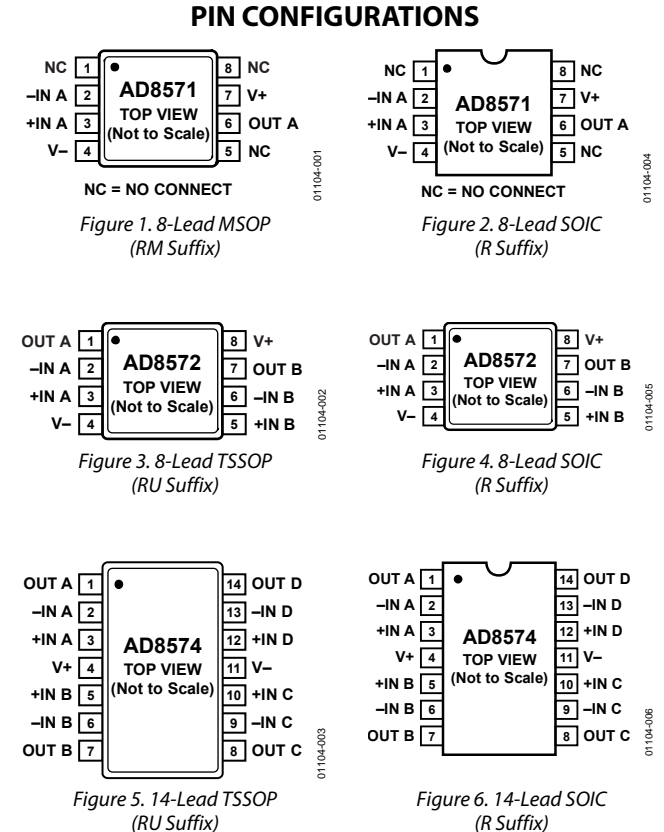 PIN CONFIGURATIONS
NC 1
–IN A 2
+IN A 3
V– 4
AD8571
TOP VIEW
(Not to Scale)
8 NC
7 V+
6 OUT A
5 NC
NC = NO CONNECT
01104-001
Figure 1. 8-Lead MSOP
(RM Suffix)
NC 1
–IN A 2
+IN A 3
V– 4
AD8571
TOP VIEW
(Not to Scale)
8 NC
7 V+
6 OUT A
5 NC
NC = NO CONNECT
01104-004
Figure 2. 8-Lead SOIC
(R Suffix)
OUT A 1
–IN A 2
+IN A 3
V– 4
AD8572
TOP VIEW
(Not to Scale)
8 V+
7 OUT B
6 –IN B
5 +IN B
01104-002
Figure 3. 8-Lead TSSOP
(RU Suffix)
OUT A 1
–IN A 2
+IN A 3
V– 4
AD8572
TOP VIEW
(Not to Scale)
8 V+
7 OUT B
6 –IN B
5 +IN B
01104-005
Figure 4. 8-Lead SOIC
(R Suffix)
OUT A 1
–IN A 2
+IN A 3
V+ 4
+IN B 5
–IN B 6
OUT B 7
AD8574
TOP VIEW
(Not to Scale)
14 OUT D
13 –IN D
12 +IN D
11 V–
10 +IN C
9 –IN C
8 OUT C
01104-003
Figure 5. 14-Lead TSSOP
(RU Suffix)
OUT A 1
–IN A 2
+IN A 3
V+ 4
+IN B 5
–IN B 6
OUT B 7
AD8574
TOP VIEW
(Not to Scale)
14 OUT D
13 –IN D
12 +IN D
11 V–
10 +IN C
9 –IN C
8 OUT C
01104-006
Figure 6. 14-Lead SOIC
(R Suffix)